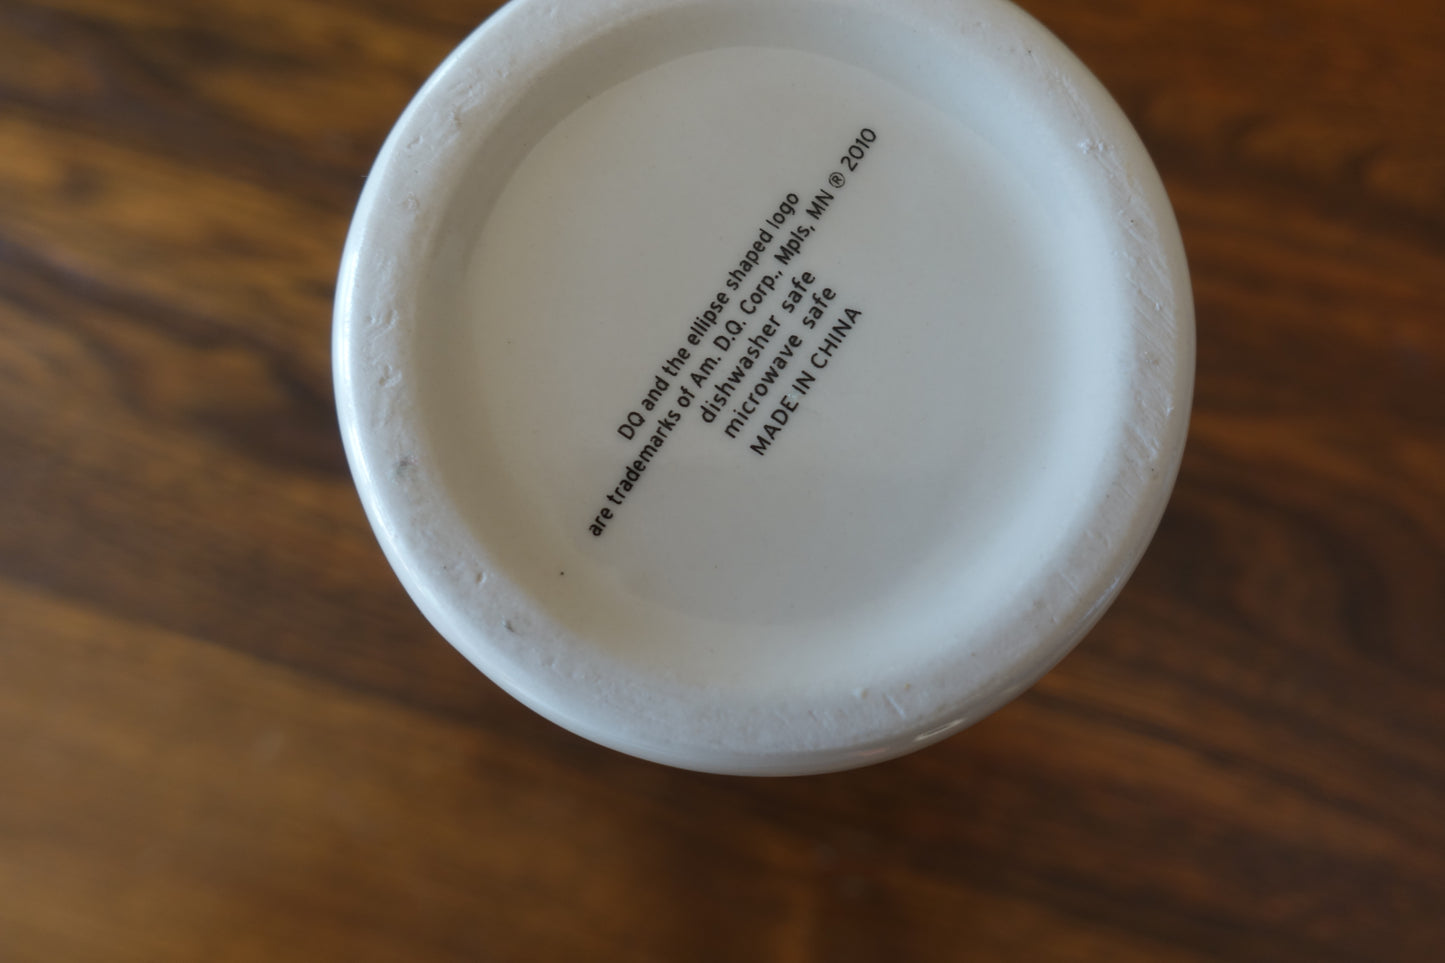 DQ and the ellipse shaped logo
are trademarks of Am. D.Q. Corp., Mpls, MN ® 2010
dishwasher safe
microwave safe
MADE IN CHINA